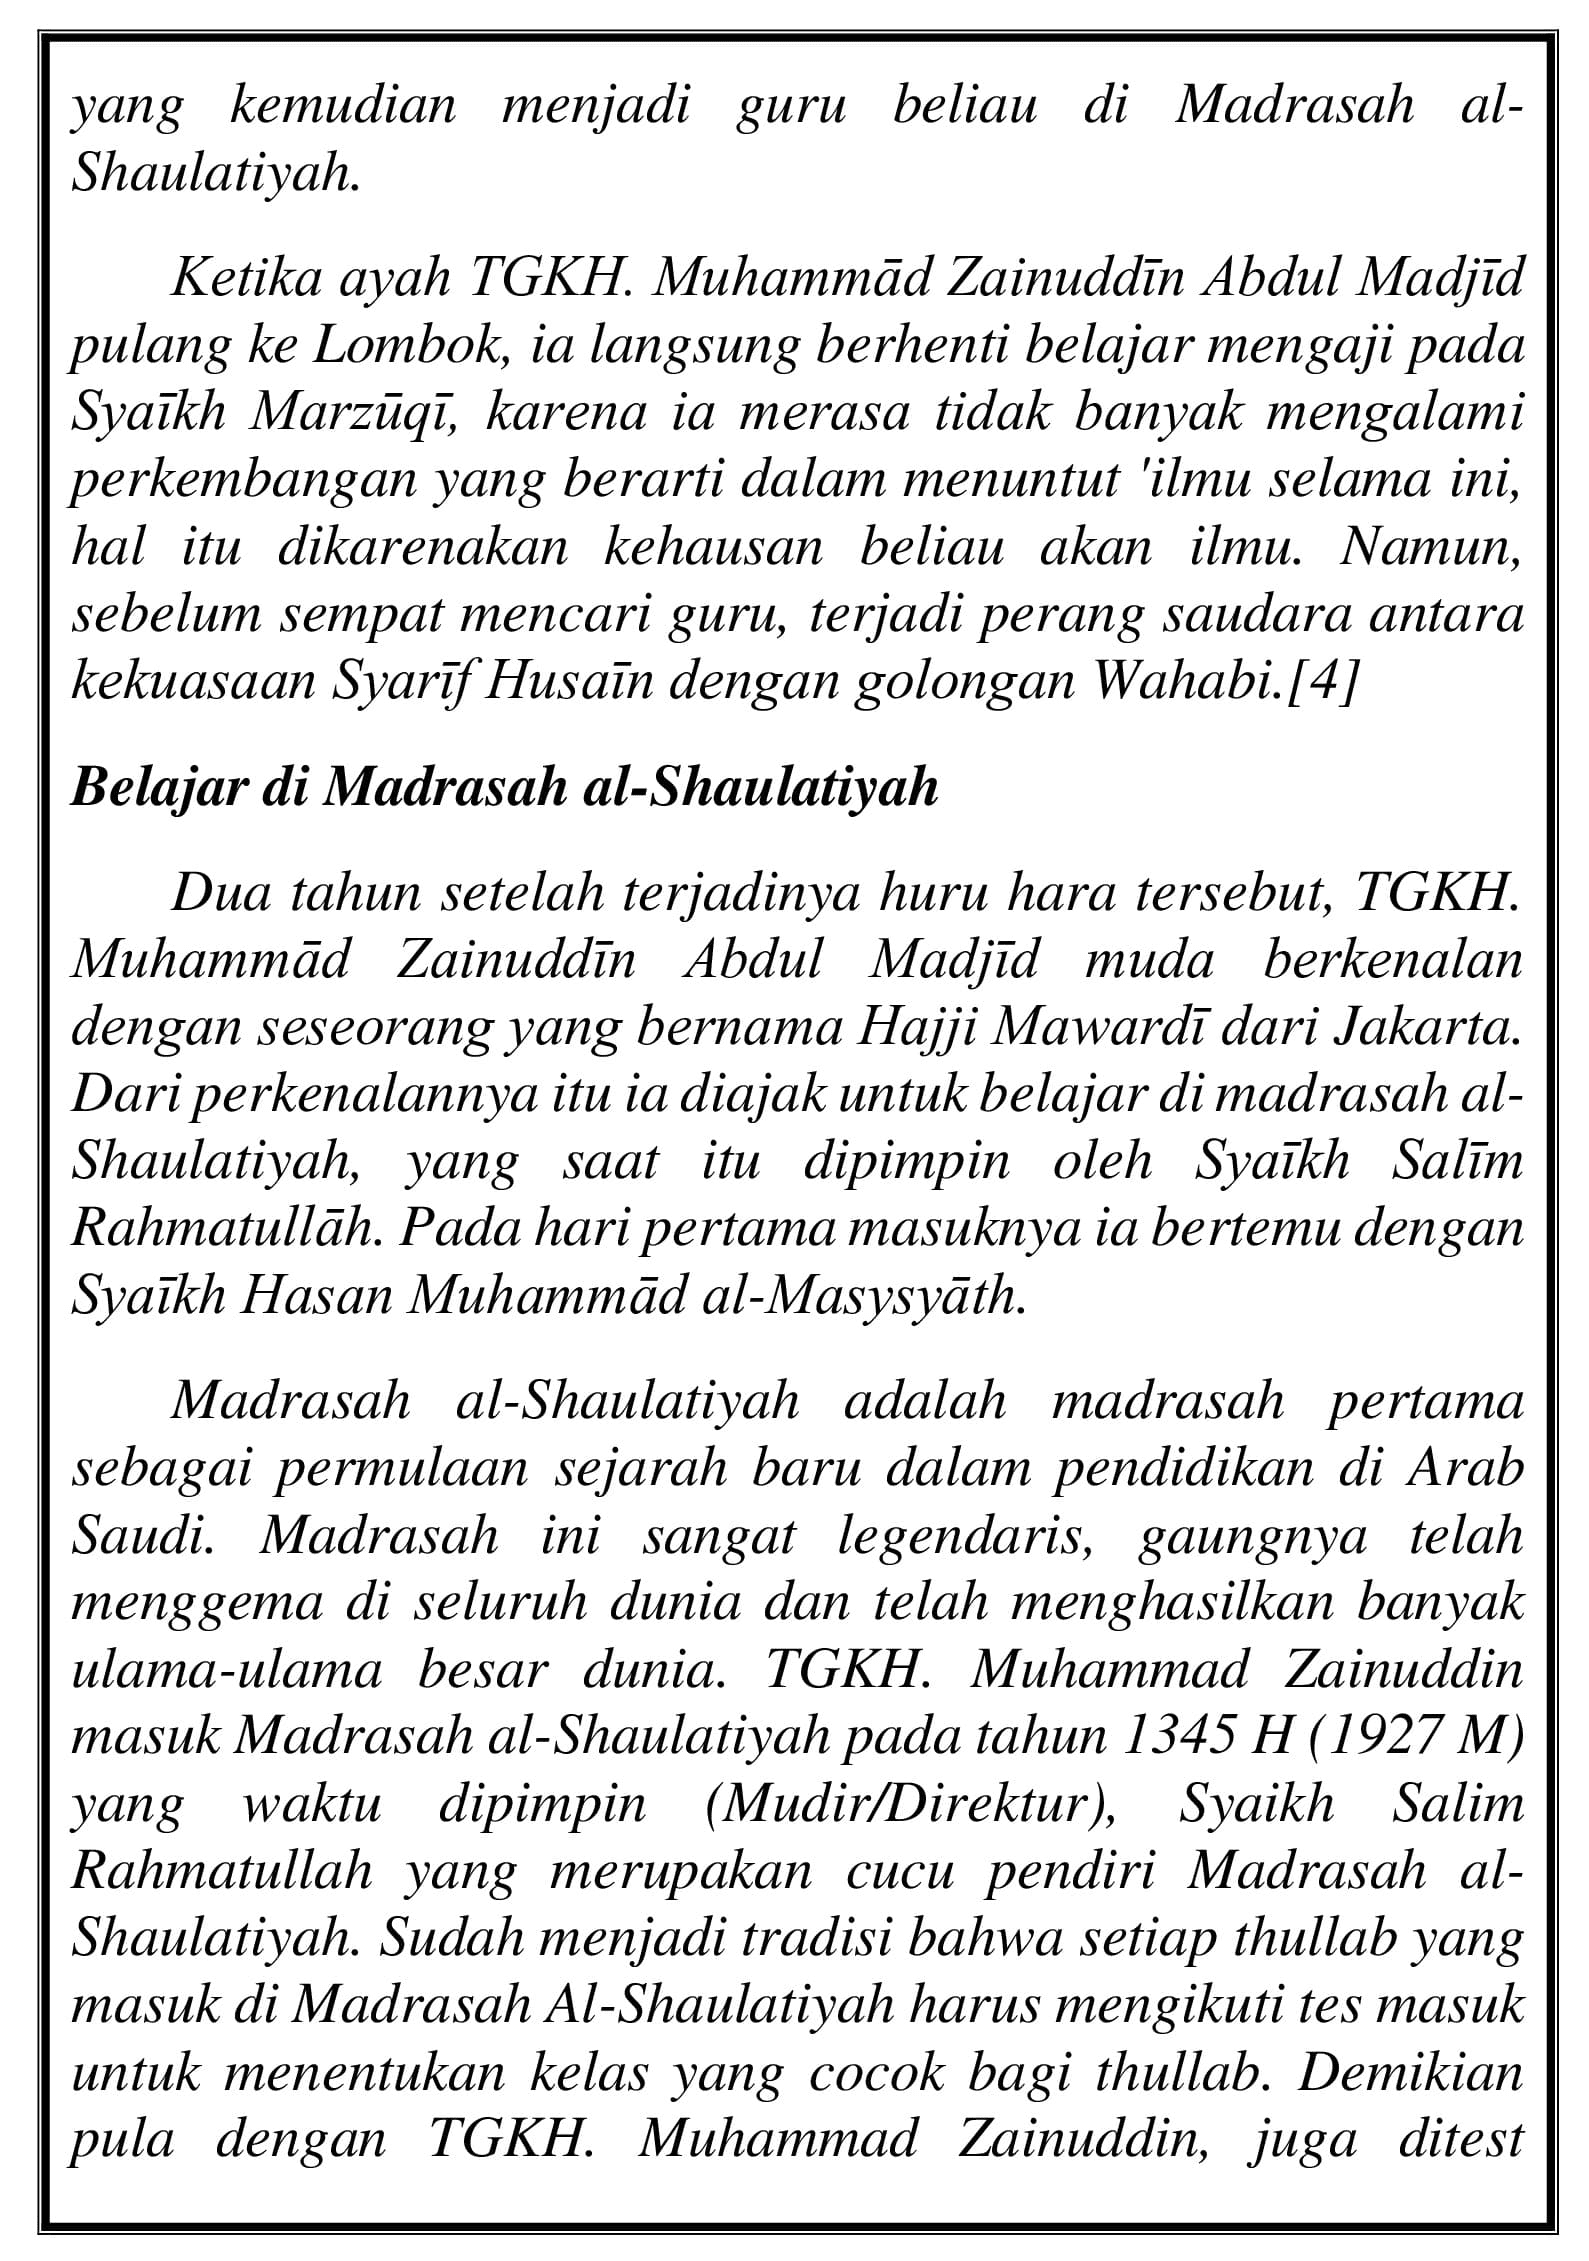 yang kemudian menjadi guru beliau di Madrasah al-
Shaulatiyah.
Ketika ayah TGKH. Muhammād Zainuddīn Abdul Madjīd
pulang ke Lombok, ia langsung berhenti belajar mengaji pada
Syaīkh Marzūqī, karena ia merasa tidak banyak mengalami
perkembangan yang berarti dalam menuntut 'ilmu selama ini,
hal itu dikarenakan kehausan beliau akan ilmu. Namun,
sebelum sempat mencari guru, terjadi perang saudara antara
kekuasaan Syarīf Husaīn dengan golongan Wahabi.[4]
Belajar di Madrasah al-Shaulatiyah
Dua tahun setelah terjadinya huru hara tersebut, TGKH.
Muhammād Zainuddīn Abdul Madjīd muda berkenalan
dengan seseorang yang bernama Hajji Mawardī dari Jakarta.
Dari perkenalannya itu ia diajak untuk belajar di madrasah al-
Shaulatiyah, yang saat itu dipimpin oleh Syaīkh Salīm
Rahmatullāh. Pada hari pertama masuknya ia bertemu dengan
Syaīkh Hasan Muhammād al-Masysyāth.
Madrasah al-Shaulatiyah adalah madrasah pertama
sebagai permulaan sejarah baru dalam pendidikan di Arab
Saudi. Madrasah ini sangat legendaris, gaungnya telah
menggema di seluruh dunia dan telah menghasilkan banyak
ulama-ulama besar dunia. TGKH. Muhammad Zainuddin
masuk Madrasah al-Shaulatiyah pada tahun 1345 H (1927 M)
yang waktu dipimpin (Mudir/Direktur), Syaikh Salim
Rahmatullah yang merupakan cucu pendiri Madrasah al-
Shaulatiyah. Sudah menjadi tradisi bahwa setiap thullab yang
masuk di Madrasah Al-Shaulatiyah harus mengikuti tes masuk
untuk menentukan kelas yang cocok bagi thullab. Demikian
pula dengan TGKH. Muhammad Zainuddin, juga ditest